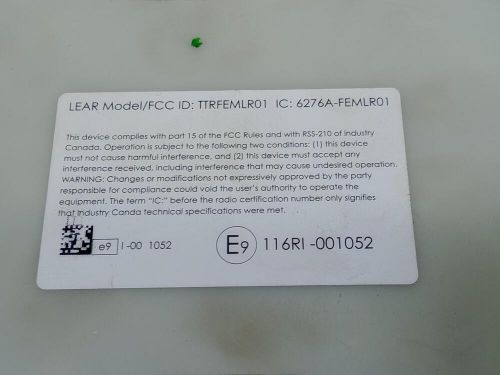 LEAR Model/FCC ID: TTRFEMLR01 IC: 6276A-FEMLR01
This device complies with part 15 of the FCC Rules and with RSS-210 of industry
Canada. Operation is subject to the following two conditions: (1) this device
must not cause harmful interference, and (2) this device must accept any
interference received, including interference that may cause undesired operation.
WARNING: Changes or modifications not expressively approved by the party
responsible for compliance could void the user's authority to operate the
equipment. The term "IC:" before the radio certification number only signifies
that Industry Canda technical specifications were met.
e9 I-00 1052
E9 116RI-001052